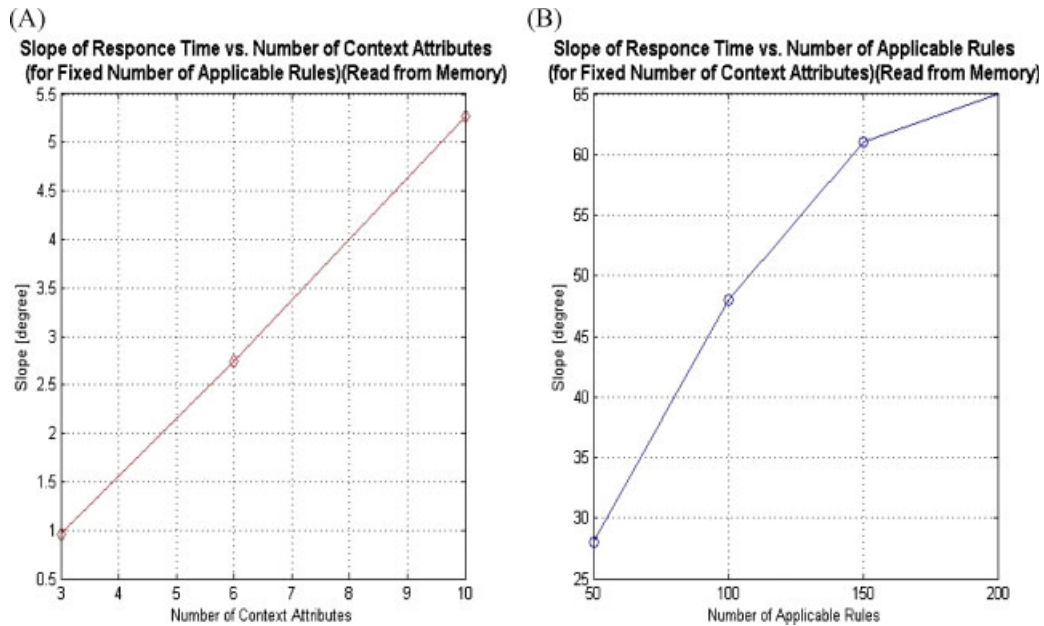 (A)
Slope of Responce Time vs. Number of Context Attributes
(for Fixed Number of Applicable Rules)(Read from Memory)
5.5
5
4.5
4
3.5
3
2.5
2
1.5
1
0.5
Slope [degree]
3 4 5 6 7 8 9 10
Number of Context Attributes
(B)
Slope of Responce Time vs. Number of Applicable Rules
(for Fixed Number of Context Attributes)(Read from Memory)
65
60
55
50
45
40
35
30
25
Slope [degree]
50 100 150 200
Number of Applicable Rules